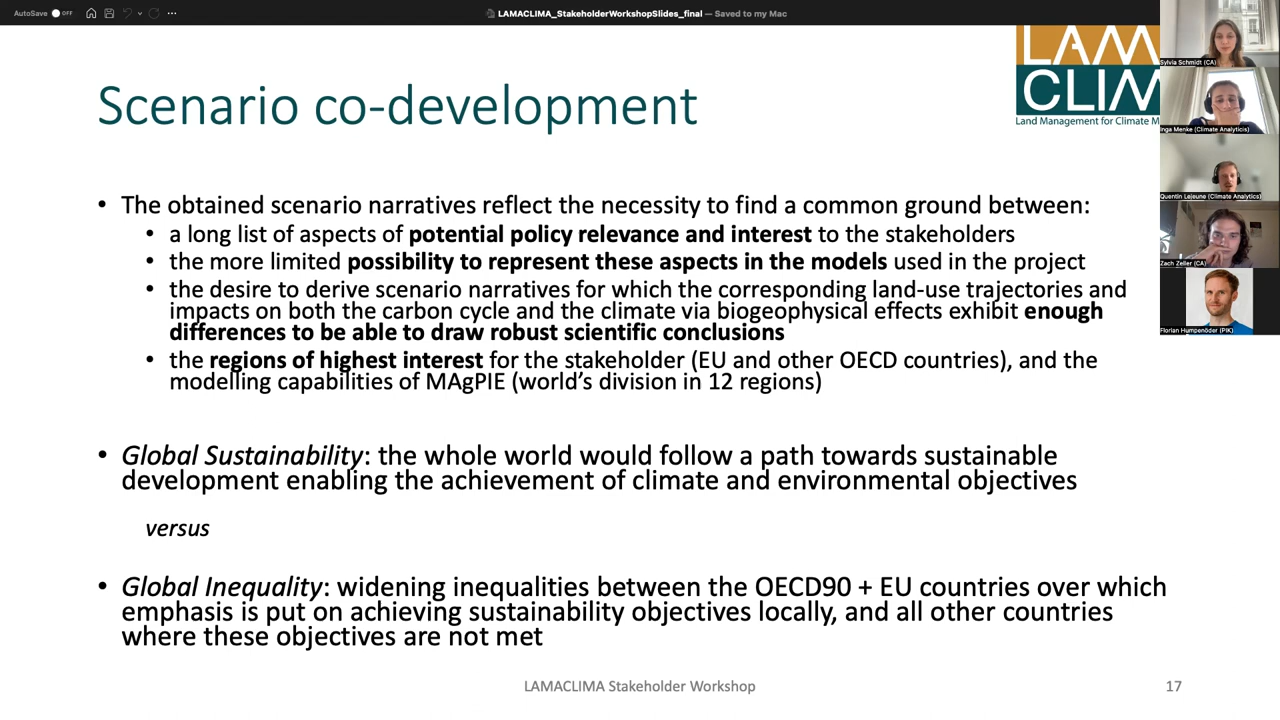 AutoSave OFF
LAMACLIMA_StakeholderWorkshopSlides_final — Saved to my Mac
Scenario co-development
LAM
CLIM
Land Management for Climate M
Sylvia Schmidt (CA)
Inga Menke (Climate Analytics)
Quentin Lejeune (Climate Analytics)
Zach Zeller (CA)
Florian Humpenöder (PIK)
• The obtained scenario narratives reflect the necessity to find a common ground between:
• a long list of aspects of potential policy relevance and interest to the stakeholders
• the more limited possibility to represent these aspects in the models used in the project
• the desire to derive scenario narratives for which the corresponding land-use trajectories and
impacts on both the carbon cycle and the climate via biogeophysical effects exhibit enough
differences to be able to draw robust scientific conclusions
• the regions of highest interest for the stakeholder (EU and other OECD countries), and the
modelling capabilities of MAgPIE (world's division in 12 regions)
• Global Sustainability: the whole world would follow a path towards sustainable
development enabling the achievement of climate and environmental objectives
versus
• Global Inequality: widening inequalities between the OECD90 + EU countries over which
emphasis is put on achieving sustainability objectives locally, and all other countries
where these objectives are not met
LAMACLIMA Stakeholder Workshop
17